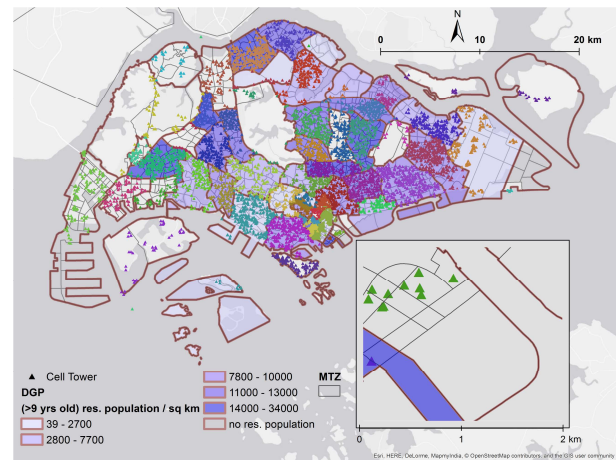 N
0 10 20 km
Cell Tower
DGP
(>9 yrs old) res. population / sq km
39 - 2700
2800 - 7700
7800 - 10000
11000 - 13000
14000 - 34000
no res. population
MTZ
0 1 2 km
Esri, HERE, DeLorme, MapmyIndia, © OpenStreetMap contributors, and the GIS user community